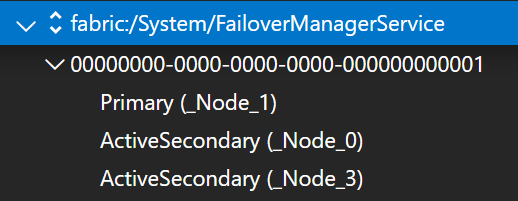 fabric:/System/FailoverManagerService
00000000-0000-0000-0000-000000000001
Primary (_Node_1)
ActiveSecondary (_Node_0)
ActiveSecondary (_Node_3)